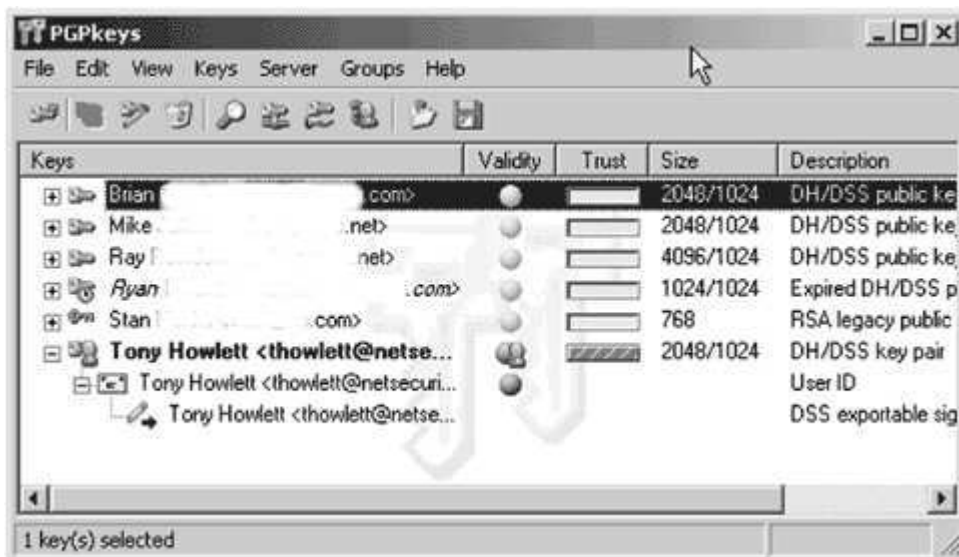 PGPkeys
File Edit View Keys Server Groups Help
Keys Validity Trust Size Description
Brian .com> 2048/1024 DH/DSS public ke
Mike .net> 2048/1024 DH/DSS public ke
Ray net> 4096/1024 DH/DSS public ke
Ryan .com> 1024/1024 Expired DH/DSS p
Stan .com> 768 RSA legacy public
Tony Howlett <thowlett@netse... 2048/1024 DH/DSS key pair
Tony Howlett <thowlett@netsecuri... User ID
Tony Howlett <thowlett@netse... DSS exportable sig
1 key(s) selected